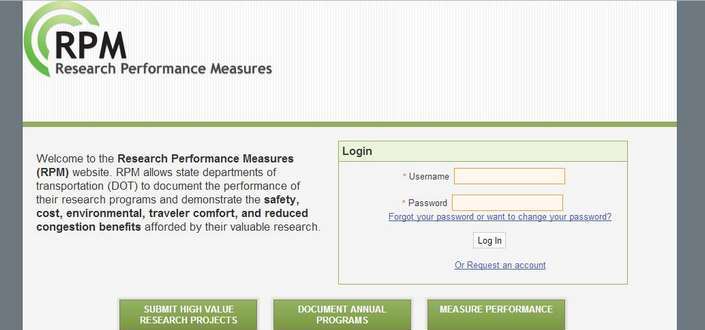 RPM
Research Performance Measures
Welcome to the Research Performance Measures
(RPM) website. RPM allows state departments of
transportation (DOT) to document the performance of
their research programs and demonstrate the safety,
cost, environmental, traveler comfort, and reduced
congestion benefits afforded by their valuable research.
Login
* Username
* Password
Forgot your password or want to change your password?
Log In
Or Request an account
SUBMIT HIGH VALUE
RESEARCH PROJECTS
DOCUMENT ANNUAL
PROGRAMS
MEASURE PERFORMANCE